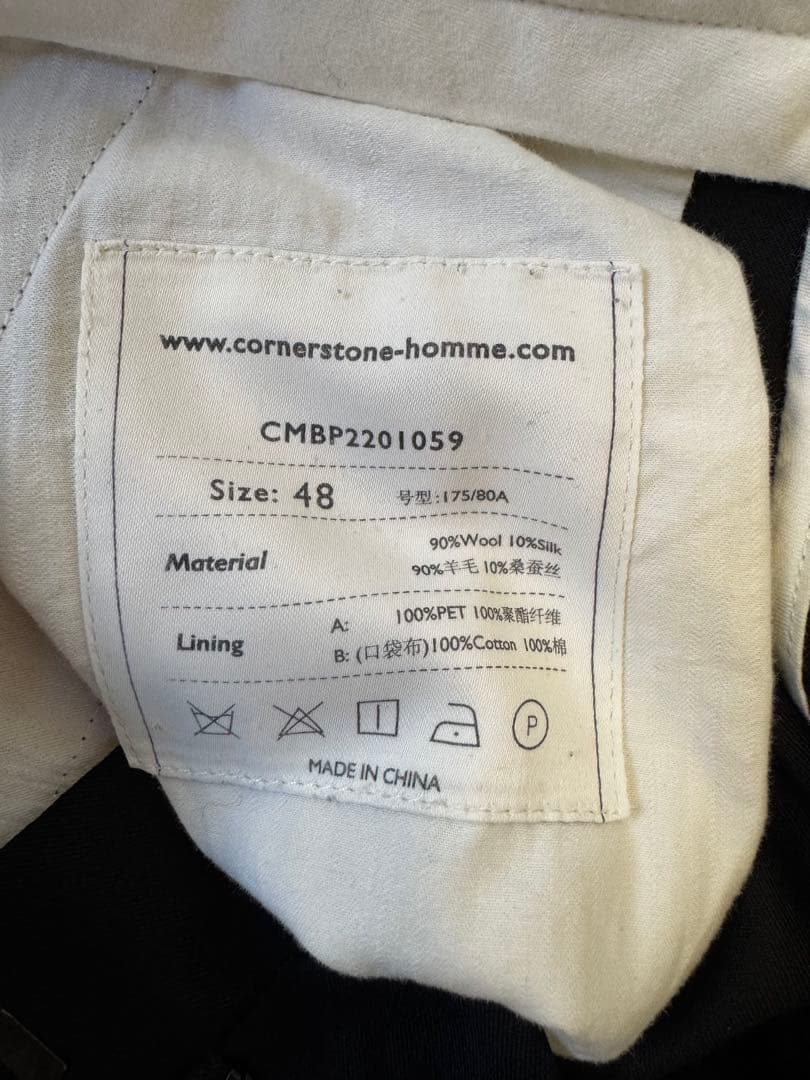 www.cornerstone-homme.com
CMBP2201059
Size: 48 号型:175/80A
90%Wool 10%Silk
Material
90%羊毛 10%桑蚕丝
A: 100%PET 100%聚酯纤维
Lining
B: (口袋布)100%Cotton 100%棉
P
MADE IN CHINA